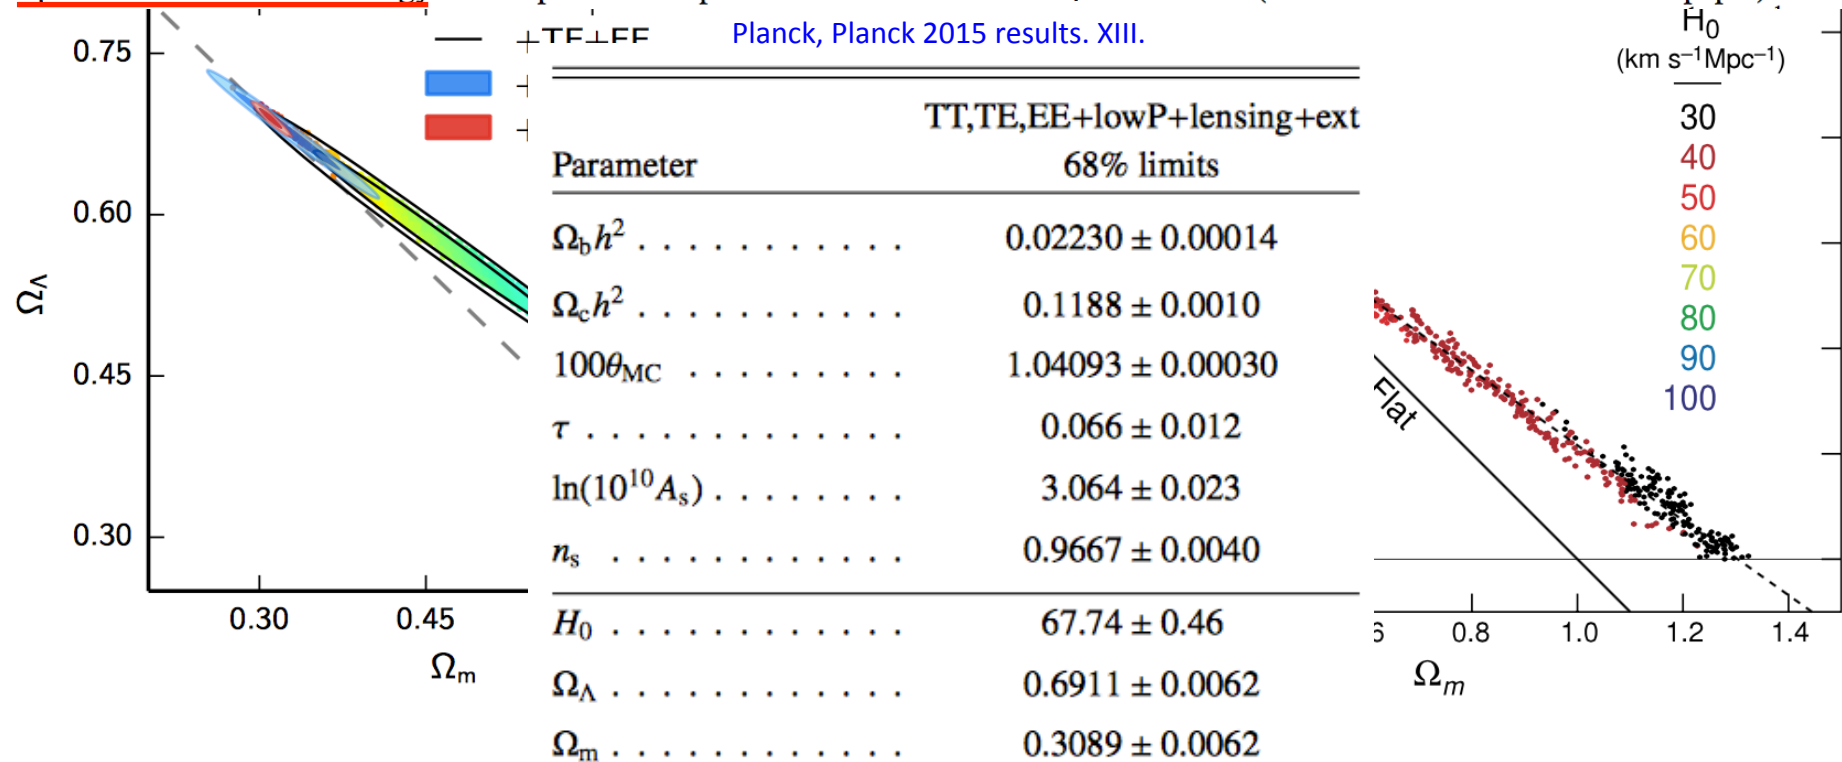 Planck, Planck 2015 results. XIII.
+TE+EE
TT,TE,EE+lowP+lensing+ext
Parameter 68% limits
Ω_b h² . . . . . . . . . . . 0.02230 ± 0.00014
Ω_c h² . . . . . . . . . . . 0.1188 ± 0.0010
100θ_MC . . . . . . . . . 1.04093 ± 0.00030
τ . . . . . . . . . . . . . 0.066 ± 0.012
ln(10¹⁰A_s) . . . . . . . . 3.064 ± 0.023
n_s . . . . . . . . . . . . 0.9667 ± 0.0040
H₀ . . . . . . . . . . . . 67.74 ± 0.46
Ω_Λ . . . . . . . . . . . . 0.6911 ± 0.0062
Ω_m . . . . . . . . . . . . 0.3089 ± 0.0062
0.75
0.60
0.45
0.30
Ω_Λ
0.30 0.45
Ω_m
H₀
(km s⁻¹Mpc⁻¹)
30
40
50
60
70
80
90
100
Flat
0.8 1.0 1.2 1.4
Ω_m